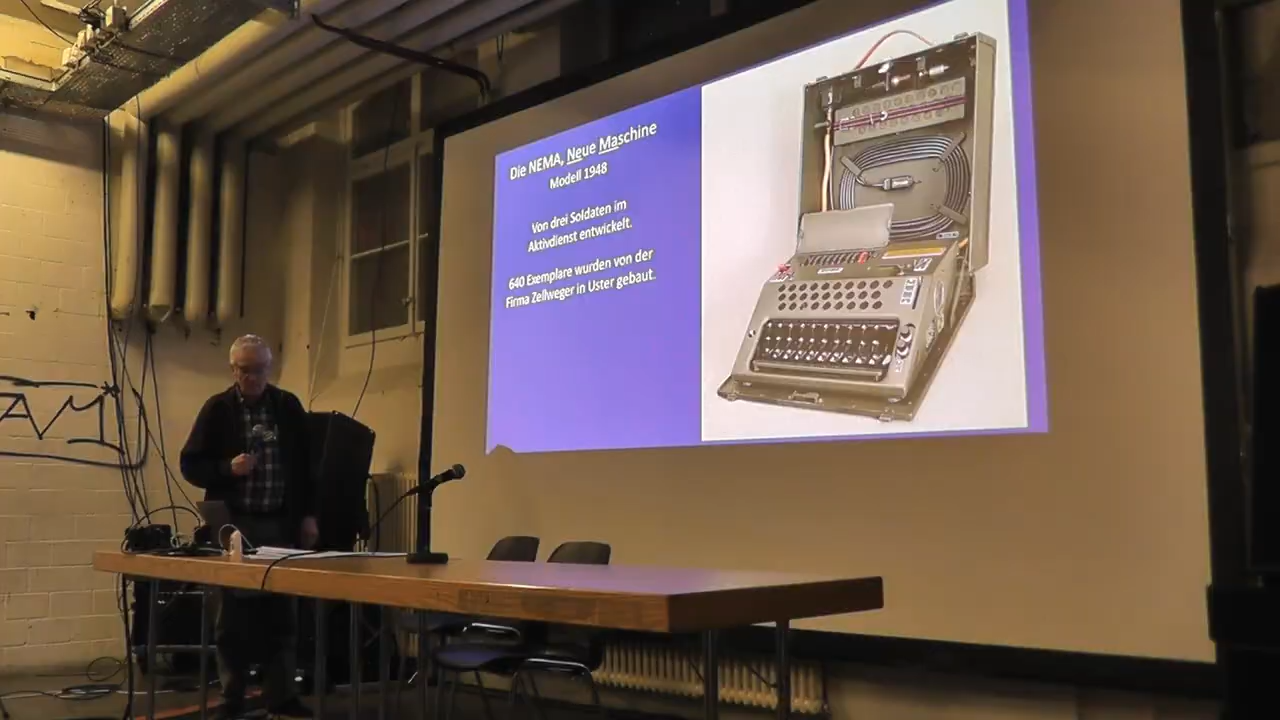 Die NEMA, Neue Maschine
Modell 1948
Von drei Soldaten im
Aktivdienst entwickelt.
640 Exemplare wurden von der
Firma Zellweger in Uster gebaut.
AM